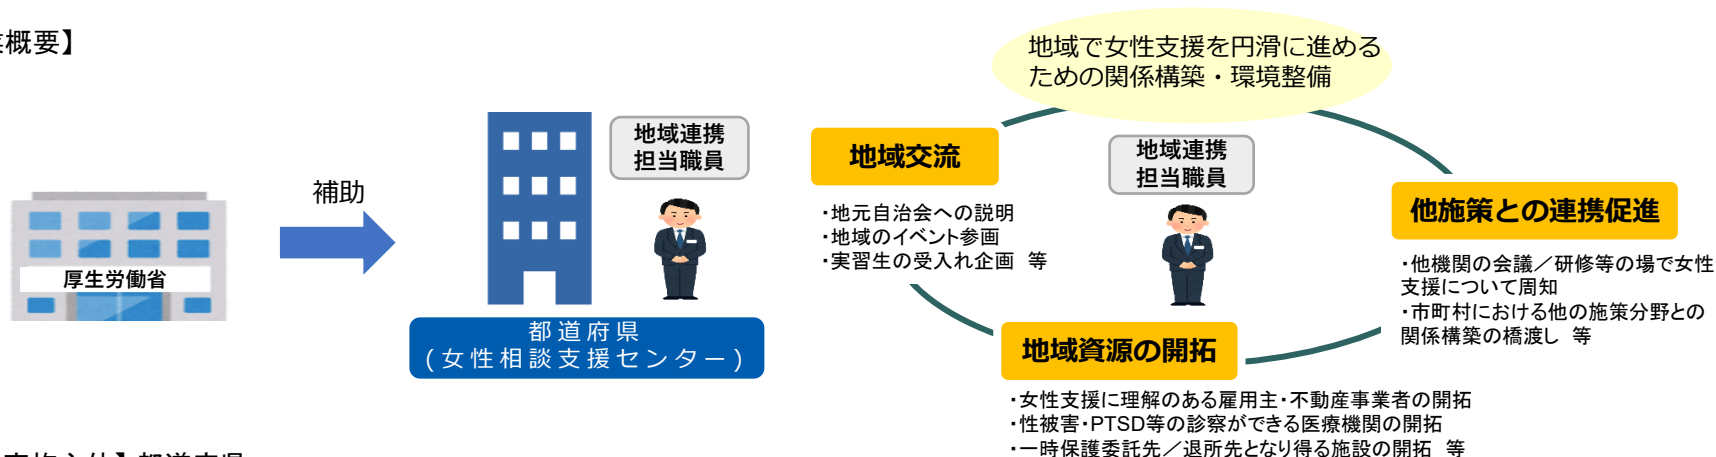 概要】
厚生労働省
補助
地域連携
担当職員
都道府県
(女性相談支援センター)
地域で女性支援を円滑に進める
ための関係構築・環境整備
地域交流
・地元自治会への説明
・地域のイベント参画
・実習生の受入れ企画 等
地域連携
担当職員
他施策との連携促進
・他機関の会議／研修等の場で女性
支援について周知
・市町村における他の施策分野との
関係構築の橋渡し 等
地域資源の開拓
・女性支援に理解のある雇用主・不動産事業者の開拓
・性被害・PTSD等の診察ができる医療機関の開拓
・一時保護委託先／退所先となり得る施設の開拓 等